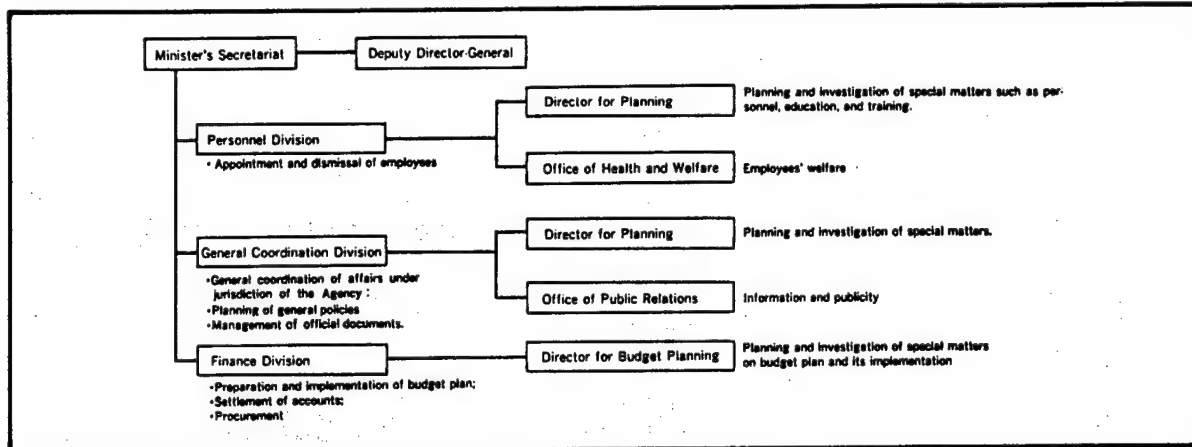 Minister's Secretariat
Deputy Director-General
Director for Planning
Planning and investigation of special matters such as per-
sonnel, education, and training.
Personnel Division
• Appointment and dismissal of employees
Office of Health and Welfare
Employees' welfare
Director for Planning
Planning and investigation of special matters.
General Coordination Division
•General coordination of affairs under
jurisdiction of the Agency :
•Planning of general policies
•Management of official documents.
Office of Public Relations
Information and publicity
Finance Division
Director for Budget Planning
Planning and investigation of special matters
on budget plan and its implementation
•Preparation and implementation of budget plan;
•Settlement of accounts;
•Procurement